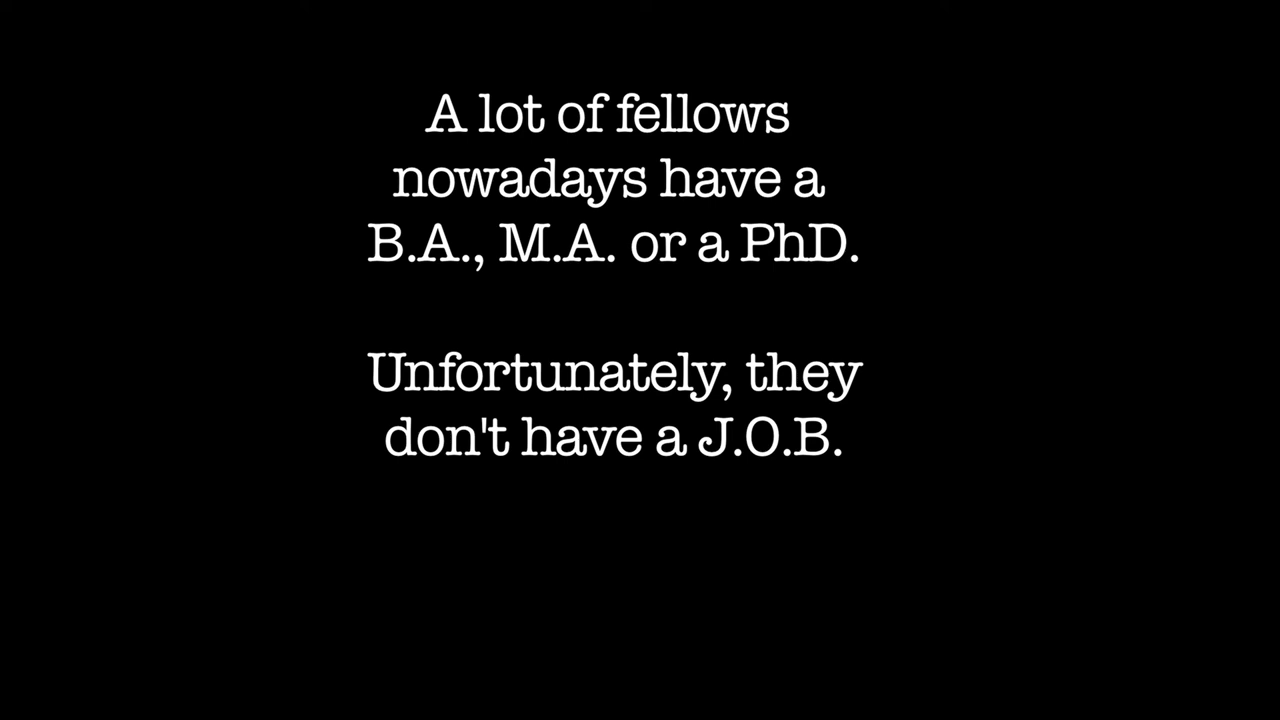 A lot of fellows
nowadays have a
B.A., M.A. or a PhD.
Unfortunately, they
don't have a J.O.B.